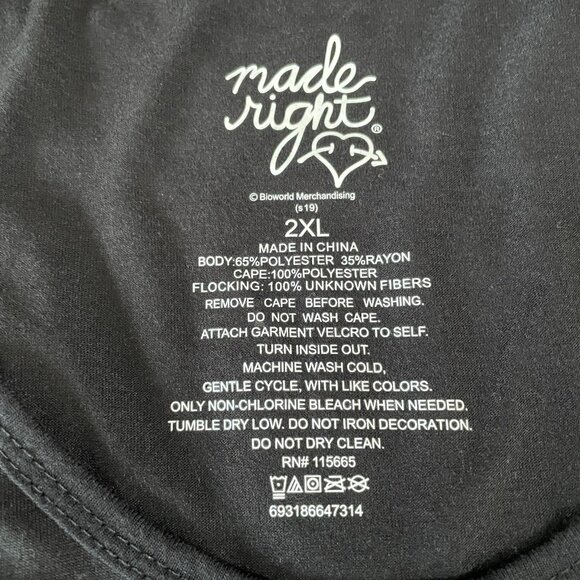 made
right®
© Bioworld Merchandising
(s19)
2XL
MADE IN CHINA
BODY:65%POLYESTER 35%RAYON
CAPE:100%POLYESTER
FLOCKING: 100% UNKNOWN FIBERS
REMOVE CAPE BEFORE WASHING.
DO NOT WASH CAPE.
ATTACH GARMENT VELCRO TO SELF.
TURN INSIDE OUT.
MACHINE WASH COLD,
GENTLE CYCLE, WITH LIKE COLORS.
ONLY NON-CHLORINE BLEACH WHEN NEEDED.
TUMBLE DRY LOW. DO NOT IRON DECORATION.
DO NOT DRY CLEAN.
RN# 115665
693186647314